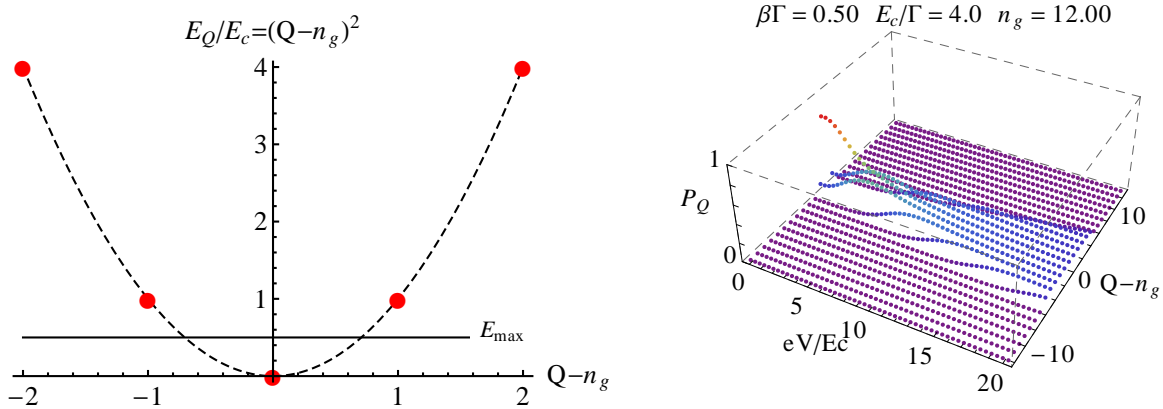 E_Q/E_c=(Q−n_g)^2
4
3
2
1
E_max
−2 −1 1 2 Q−n_g
βΓ = 0.50 E_c/Γ = 4.0 n_g = 12.00
1
P_Q
0
0
5
10
15
20
eV/Ec
10
0
−10
Q−n_g